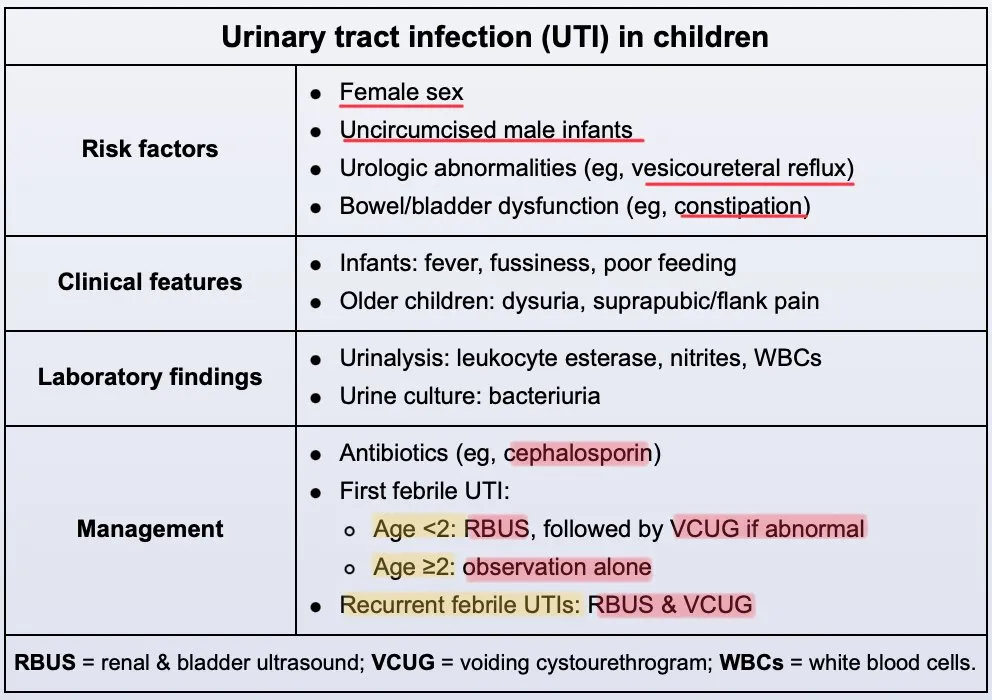 Urinary tract infection (UTI) in children
Risk factors
● Female sex
● Uncircumcised male infants
● Urologic abnormalities (eg, vesicoureteral reflux)
● Bowel/bladder dysfunction (eg, constipation)
Clinical features
● Infants: fever, fussiness, poor feeding
● Older children: dysuria, suprapubic/flank pain
Laboratory findings
● Urinalysis: leukocyte esterase, nitrites, WBCs
● Urine culture: bacteriuria
Management
● Antibiotics (eg, cephalosporin)
● First febrile UTI:
○ Age <2: RBUS, followed by VCUG if abnormal
○ Age ≥2: observation alone
● Recurrent febrile UTIs: RBUS & VCUG
RBUS = renal & bladder ultrasound; VCUG = voiding cystourethrogram; WBCs = white blood cells.